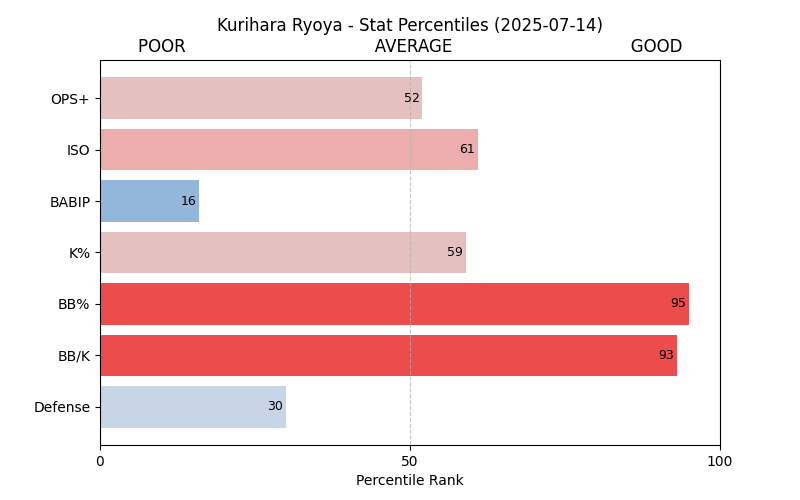 Kurihara Ryoya - Stat Percentiles (2025-07-14)
POOR AVERAGE GOOD
OPS+ 52
ISO 61
BABIP 16
K% 59
BB% 95
BB/K 93
Defense 30
0 50 100
Percentile Rank